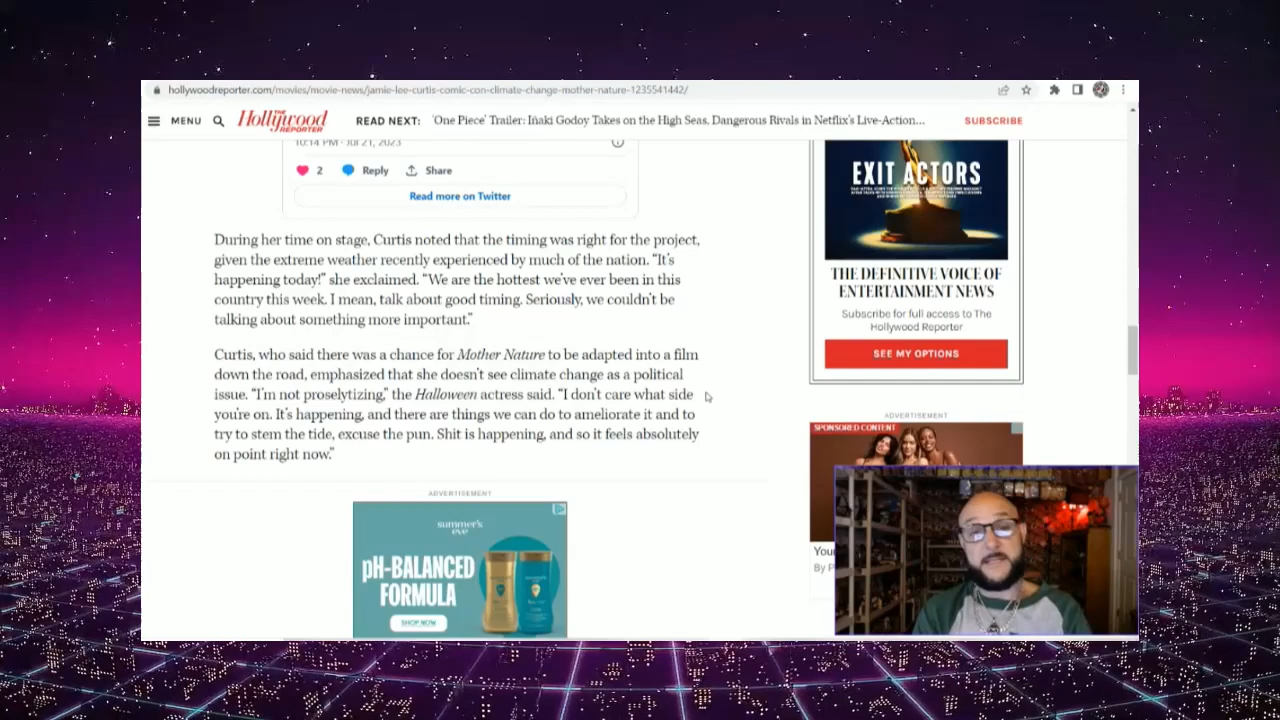 hollywoodreporter.com/movies/movie-news/jamie-lee-curtis-comic-con-climate-change-mother-nature-1235541442/
MENU
THE
Hollywood
REPORTER
READ NEXT: 'One Piece' Trailer: Iñaki Godoy Takes on the High Seas, Dangerous Rivals in Netflix's Live-Action...
SUBSCRIBE
10:14 PM · Jul 21, 2023
2 Reply Share
Read more on Twitter
During her time on stage, Curtis noted that the timing was right for the project,
given the extreme weather recently experienced by much of the nation. “It’s
happening today!” she exclaimed. “We are the hottest we’ve ever been in this
country this week. I mean, talk about good timing. Seriously, we couldn’t be
talking about something more important.”
Curtis, who said there was a chance for Mother Nature to be adapted into a film
down the road, emphasized that she doesn’t see climate change as a political
issue. “I’m not proselytizing,” the Halloween actress said. “I don’t care what side
you’re on. It’s happening, and there are things we can do to ameliorate it and to
try to stem the tide, excuse the pun. Shit is happening, and so it feels absolutely
on point right now.”
ADVERTISEMENT
summer's
eve
pH-BALANCED
FORMULA
SHOP NOW
EXIT ACTORS
THE DEFINITIVE VOICE OF
ENTERTAINMENT NEWS
Subscribe for full access to The
Hollywood Reporter
SEE MY OPTIONS
ADVERTISEMENT
SPONSORED CONTENT
You
By P